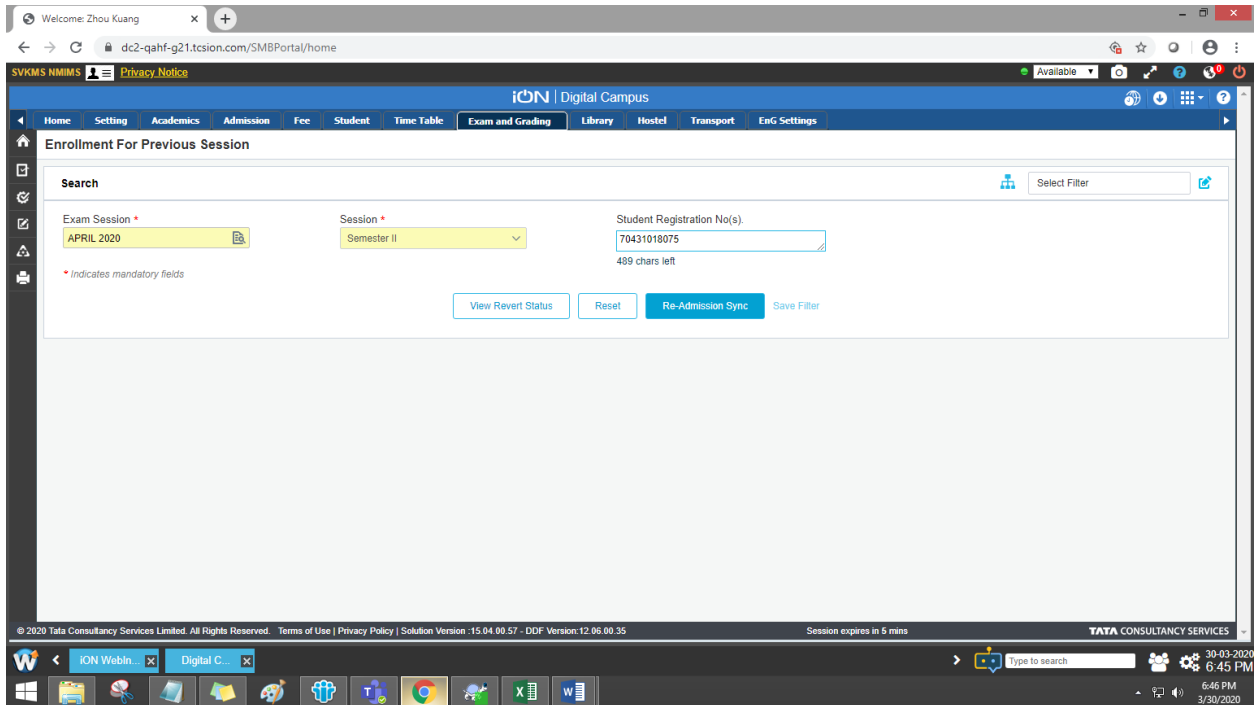 Welcome: Zhou Kuang
dc2-qahf-g21.tcsion.com/SMBPortal/home
SVKMS NMIMS Privacy Notice Available 0
iON | Digital Campus
Home Setting Academics Admission Fee Student Time Table Exam and Grading Library Hostel Transport EnG Settings
Enrollment For Previous Session
Search Select Filter
Exam Session * Session * Student Registration No(s).
APRIL 2020 Semester II 70431018075
489 chars left
* Indicates mandatory fields
View Revert Status Reset Re-Admission Sync Save Filter
© 2020 Tata Consultancy Services Limited. All Rights Reserved. Terms of Use | Privacy Policy | Solution Version :15.04.00.57 - DDF Version:12.06.00.35 Session expires in 5 mins TATA CONSULTANCY SERVICES
iON WebIn... Digital C... Type to search 30-03-2020
6:45 PM
6:46 PM
3/30/2020